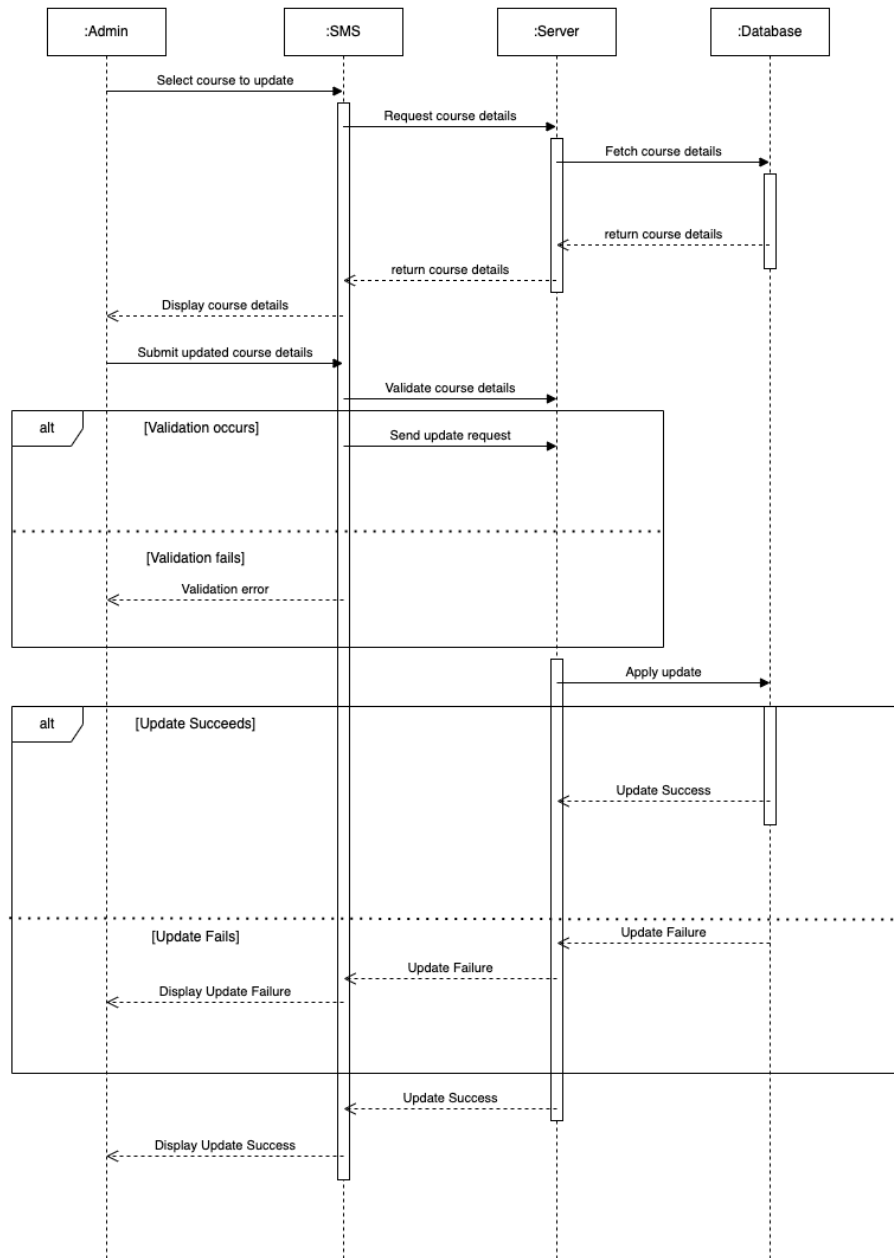 :Admin
:SMS
:Server
:Database
Select course to update
Request course details
Fetch course details
return course details
return course details
Display course details
Submit updated course details
Validate course details
alt
[Validation occurs]
Send update request
[Validation fails]
Validation error
Apply update
alt
[Update Succeeds]
Update Success
[Update Fails]
Update Failure
Update Failure
Display Update Failure
Update Success
Display Update Success